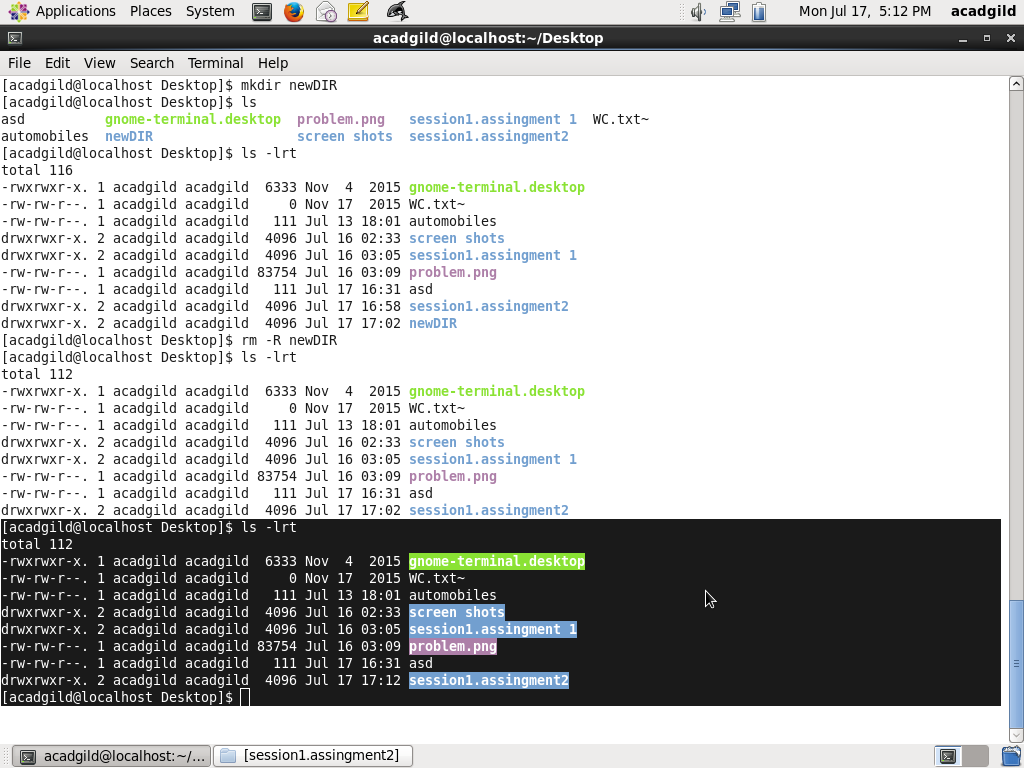 Applications Places System Mon Jul 17, 5:12 PM acadgild
acadgild@localhost:~/Desktop
File Edit View Search Terminal Help
[acadgild@localhost Desktop]$ mkdir newDIR
[acadgild@localhost Desktop]$ ls
asd          gnome-terminal.desktop  problem.png   session1.assingment 1  WC.txt~
automobiles  newDIR                  screen shots  session1.assingment2
[acadgild@localhost Desktop]$ ls -lrt
total 116
-rwxrwxr-x. 1 acadgild acadgild  6333 Nov  4  2015 gnome-terminal.desktop
-rw-rw-r--. 1 acadgild acadgild     0 Nov 17  2015 WC.txt~
-rw-rw-r--. 1 acadgild acadgild   111 Jul 13 18:01 automobiles
drwxrwxr-x. 2 acadgild acadgild  4096 Jul 16 02:33 screen shots
drwxrwxr-x. 2 acadgild acadgild  4096 Jul 16 03:05 session1.assingment 1
-rw-rw-r--. 1 acadgild acadgild 83754 Jul 16 03:09 problem.png
-rw-rw-r--. 1 acadgild acadgild   111 Jul 17 16:31 asd
drwxrwxr-x. 2 acadgild acadgild  4096 Jul 17 16:58 session1.assingment2
drwxrwxr-x. 2 acadgild acadgild  4096 Jul 17 17:02 newDIR
[acadgild@localhost Desktop]$ rm -R newDIR
[acadgild@localhost Desktop]$ ls -lrt
total 112
-rwxrwxr-x. 1 acadgild acadgild  6333 Nov  4  2015 gnome-terminal.desktop
-rw-rw-r--. 1 acadgild acadgild     0 Nov 17  2015 WC.txt~
-rw-rw-r--. 1 acadgild acadgild   111 Jul 13 18:01 automobiles
drwxrwxr-x. 2 acadgild acadgild  4096 Jul 16 02:33 screen shots
drwxrwxr-x. 2 acadgild acadgild  4096 Jul 16 03:05 session1.assingment 1
-rw-rw-r--. 1 acadgild acadgild 83754 Jul 16 03:09 problem.png
-rw-rw-r--. 1 acadgild acadgild   111 Jul 17 16:31 asd
drwxrwxr-x. 2 acadgild acadgild  4096 Jul 17 17:02 session1.assingment2
[acadgild@localhost Desktop]$ ls -lrt
total 112
-rwxrwxr-x. 1 acadgild acadgild  6333 Nov  4  2015 gnome-terminal.desktop
-rw-rw-r--. 1 acadgild acadgild     0 Nov 17  2015 WC.txt~
-rw-rw-r--. 1 acadgild acadgild   111 Jul 13 18:01 automobiles
drwxrwxr-x. 2 acadgild acadgild  4096 Jul 16 02:33 screen shots
drwxrwxr-x. 2 acadgild acadgild  4096 Jul 16 03:05 session1.assingment 1
-rw-rw-r--. 1 acadgild acadgild 83754 Jul 16 03:09 problem.png
-rw-rw-r--. 1 acadgild acadgild   111 Jul 17 16:31 asd
drwxrwxr-x. 2 acadgild acadgild  4096 Jul 17 17:12 session1.assingment2
[acadgild@localhost Desktop]$
acadgild@localhost:~/... [session1.assingment2]